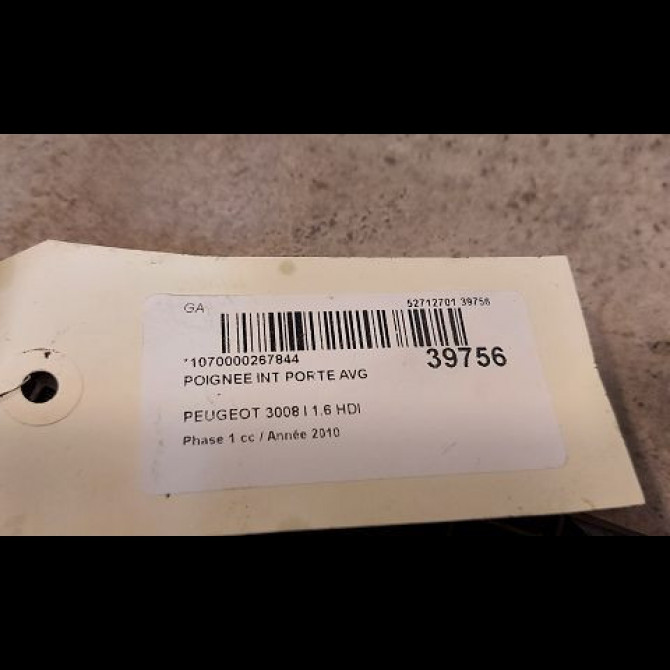 GA
52712701 39756
*1070000267844
39756
POIGNEE INT PORTE AVG
PEUGEOT 3008 I 1.6 HDI
Phase 1 cc / Année 2010